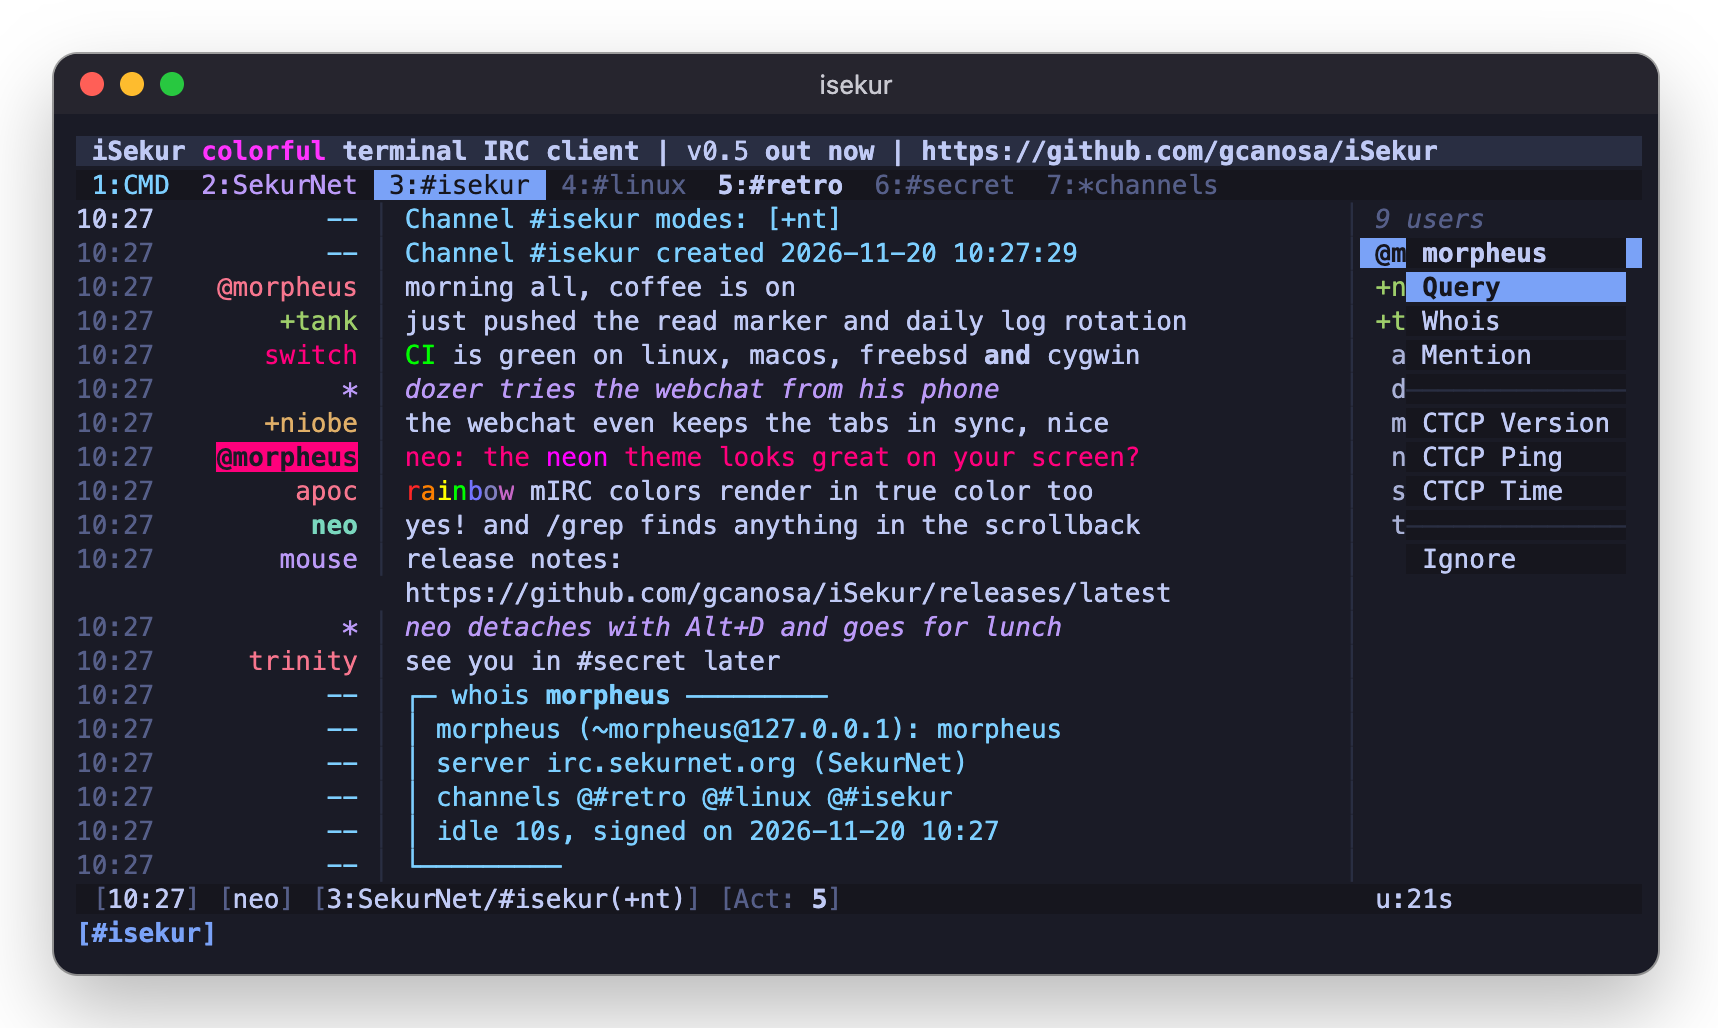 isekur
iSekur colorful terminal IRC client | v0.5 out now | https://github.com/gcanosa/iSekur
1:CMD 2:SekurNet 3:#isekur 4:#linux 5:#retro 6:#secret 7:*channels
10:27 -- Channel #isekur modes: [+nt] 9 users
10:27 -- Channel #isekur created 2026-11-20 10:27:29 @m morpheus
10:27 @morpheus morning all, coffee is on +n Query
10:27 +tank just pushed the read marker and daily log rotation +t Whois
10:27 switch CI is green on linux, macos, freebsd and cygwin a Mention
10:27 * dozer tries the webchat from his phone d
10:27 +niobe the webchat even keeps the tabs in sync, nice m CTCP Version
10:27 @morpheus neo: the neon theme looks great on your screen? n CTCP Ping
10:27 apoc rainbow mIRC colors render in true color too s CTCP Time
10:27 neo yes! and /grep finds anything in the scrollback t
10:27 mouse release notes: Ignore
https://github.com/gcanosa/iSekur/releases/latest
10:27 * neo detaches with Alt+D and goes for lunch
10:27 trinity see you in #secret later
10:27 -- whois morpheus
10:27 -- morpheus (~morpheus@127.0.0.1): morpheus
10:27 -- server irc.sekurnet.org (SekurNet)
10:27 -- channels @#retro @#linux @#isekur
10:27 -- idle 10s, signed on 2026-11-20 10:27
10:27 --
[10:27] [neo] [3:SekurNet/#isekur(+nt)] [Act: 5] u:21s
[#isekur]